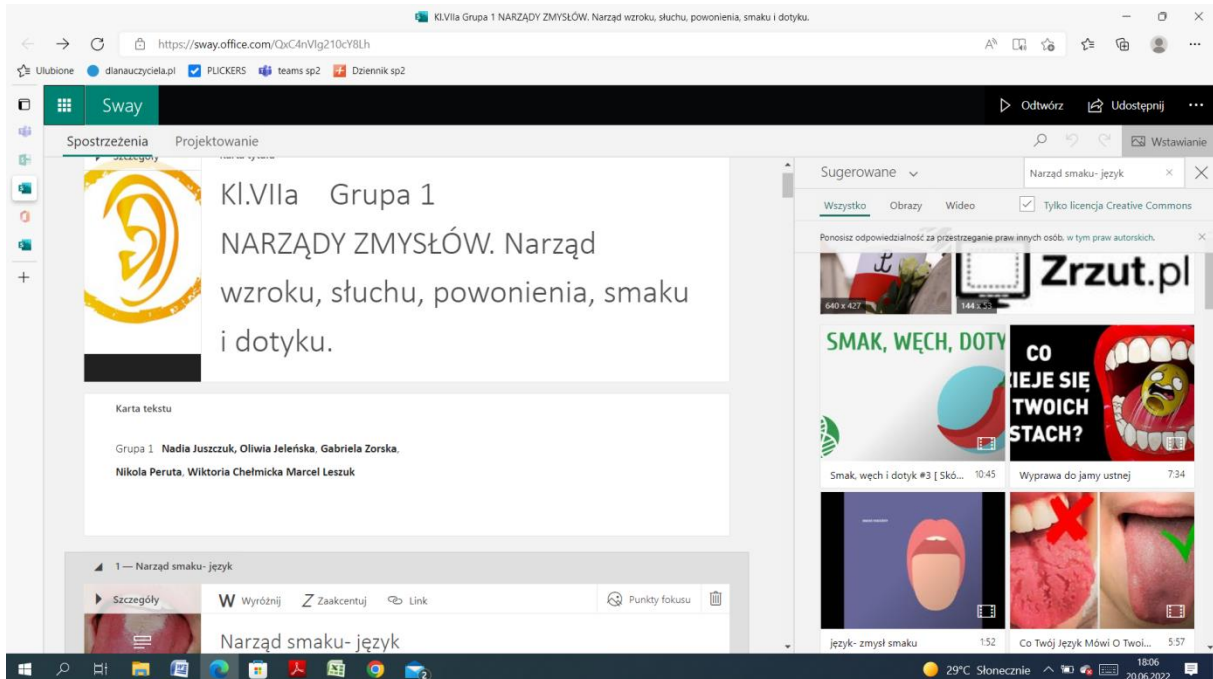 Kl.VIIa Grupa 1 NARZĄDY ZMYSŁÓW. Narząd wzroku, słuchu, powonienia, smaku i dotyku.
https://sway.office.com/QxC4nVIg210cY8Lh
Ulubione dlanauczyciela.pl PLICKERS teams sp2 Dziennik sp2
Sway
Odtwórz Udostępnij
Spostrzeżenia Projektowanie
Wstawianie
Szczegóły
Kl.VIIa Grupa 1
NARZĄDY ZMYSŁÓW. Narząd
wzroku, słuchu, powonienia, smaku
i dotyku.
Karta tekstu
Grupa 1 Nadia Juszczuk, Oliwia Jeleńska, Gabriela Zorska,
Nikola Peruta, Wiktoria Chełmicka Marcel Leszuk
1 — Narząd smaku- język
Szczegóły
W Wyróżnij Z Zaakcentuj Link
Punkty fokusu
Narząd smaku- język
Sugerowane
Narząd smaku- język
Wszystko Obrazy Wideo
Tylko licencja Creative Commons
Ponosisz odpowiedzialność za przestrzeganie praw innych osób, w tym praw autorskich.
640 x 427
144 x 53
Zrzut.pl
SMAK, WĘCH, DOTY
Smak, węch i dotyk #3 [ Skó... 10:45
CO
IEJE SIĘ
TWOICH
STACH?
Wyprawa do jamy ustnej 7:34
język- zmysł smaku 1:52
Co Twój Język Mówi O Twoi... 5:57
29°C Słonecznie
18:06
20.06.2022